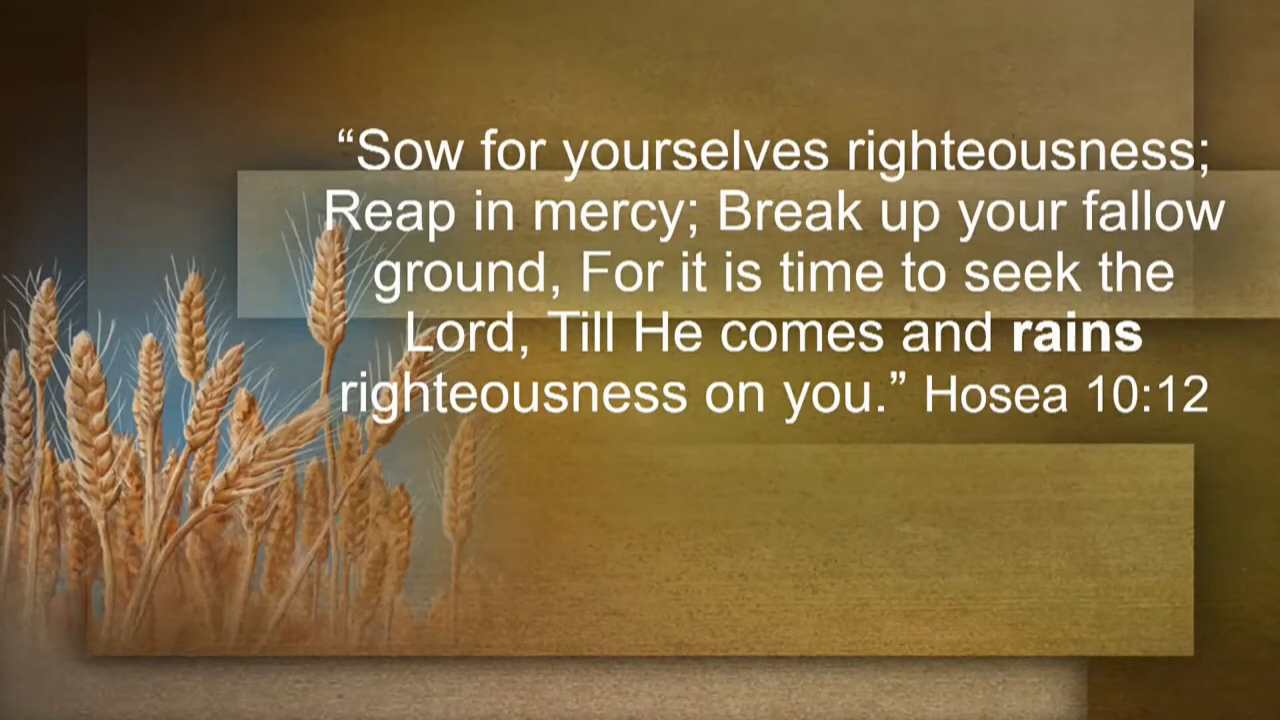 “Sow for yourselves righteousness;
Reap in mercy; Break up your fallow
ground, For it is time to seek the
Lord, Till He comes and rains
righteousness on you.” Hosea 10:12